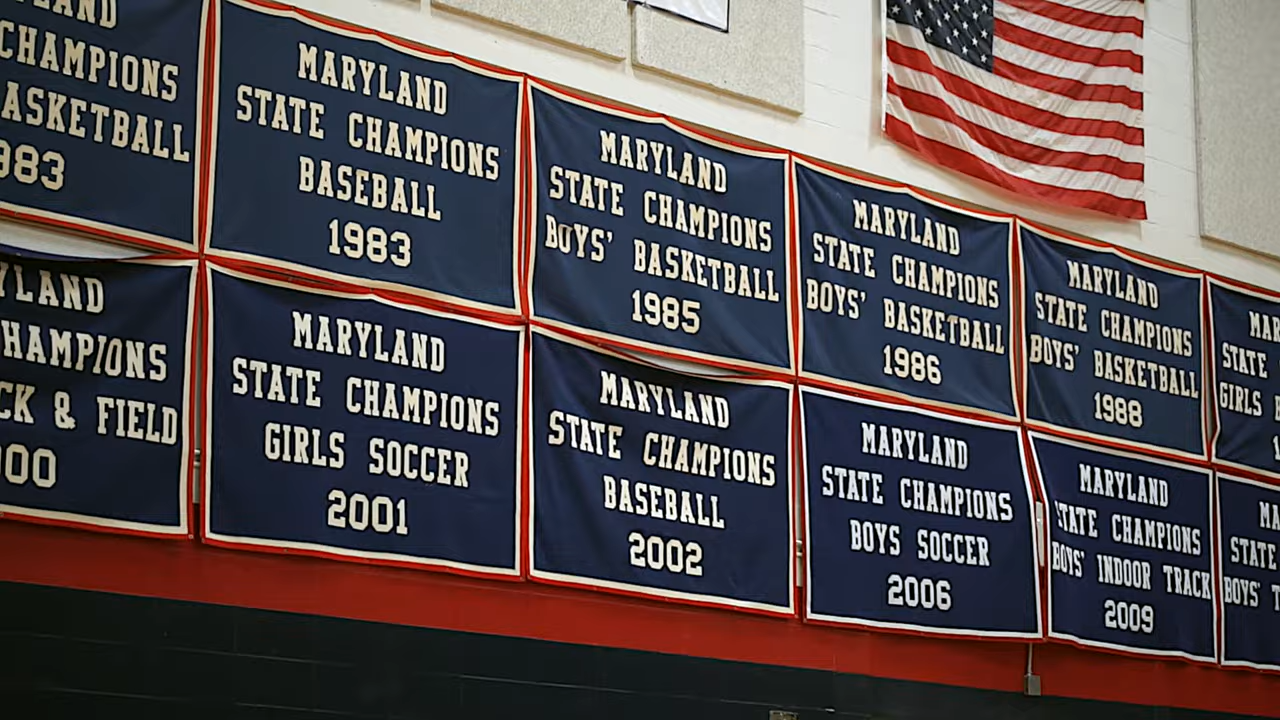 CHAMPIONS
MARYLAND
STATE CHAMPIONS
BASEBALL
1983
MARYLAND
STATE CHAMPIONS
BOYS' BASKETBALL
1985
MARYLAND
STATE CHAMPIONS
BOYS' BASKETBALL
1986
MARYLAND
STATE CHAMPIONS
BOYS' BASKETBALL
1988
STATE
GIRLS
& FIELD
MARYLAND
STATE CHAMPIONS
GIRLS SOCCER
2001
MARYLAND
STATE CHAMPIONS
BASEBALL
2002
MARYLAND
STATE CHAMPIONS
BOYS SOCCER
2006
MARYLAND
STATE CHAMPIONS
BOYS' INDOOR TRACK
2009
STATE
BOYS'